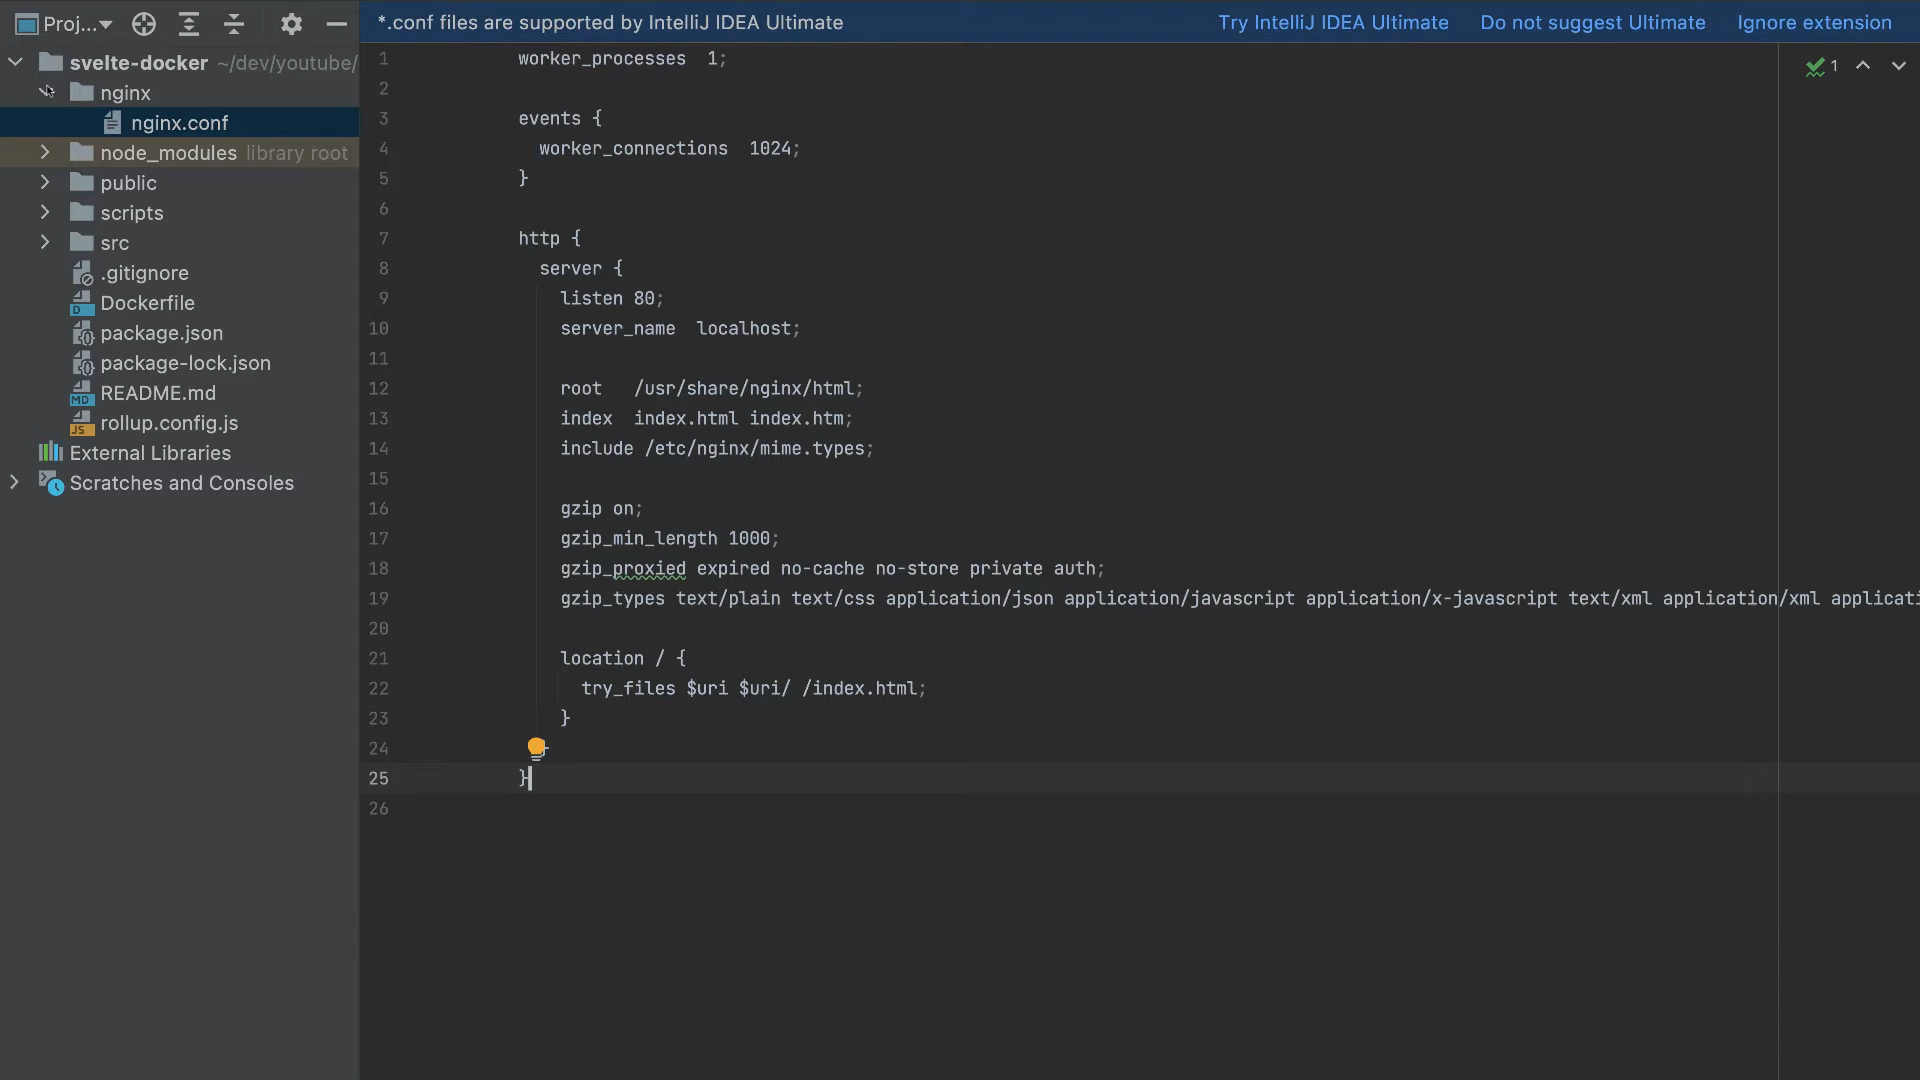 Proj...
*.conf files are supported by IntelliJ IDEA Ultimate
Try IntelliJ IDEA Ultimate
Do not suggest Ultimate
Ignore extension
svelte-docker ~/dev/youtube/
nginx
nginx.conf
node_modules library root
public
scripts
src
.gitignore
Dockerfile
package.json
package-lock.json
README.md
rollup.config.js
External Libraries
Scratches and Consoles
1 worker_processes  1;
2
3 events {
4   worker_connections  1024;
5 }
6
7 http {
8   server {
9     listen 80;
10     server_name  localhost;
11
12     root   /usr/share/nginx/html;
13     index  index.html index.htm;
14     include /etc/nginx/mime.types;
15
16     gzip on;
17     gzip_min_length 1000;
18     gzip_proxied expired no-cache no-store private auth;
19     gzip_types text/plain text/css application/json application/javascript application/x-javascript text/xml application/xml applicati
20
21     location / {
22       try_files $uri $uri/ /index.html;
23     }
24   }
25 }
26
1